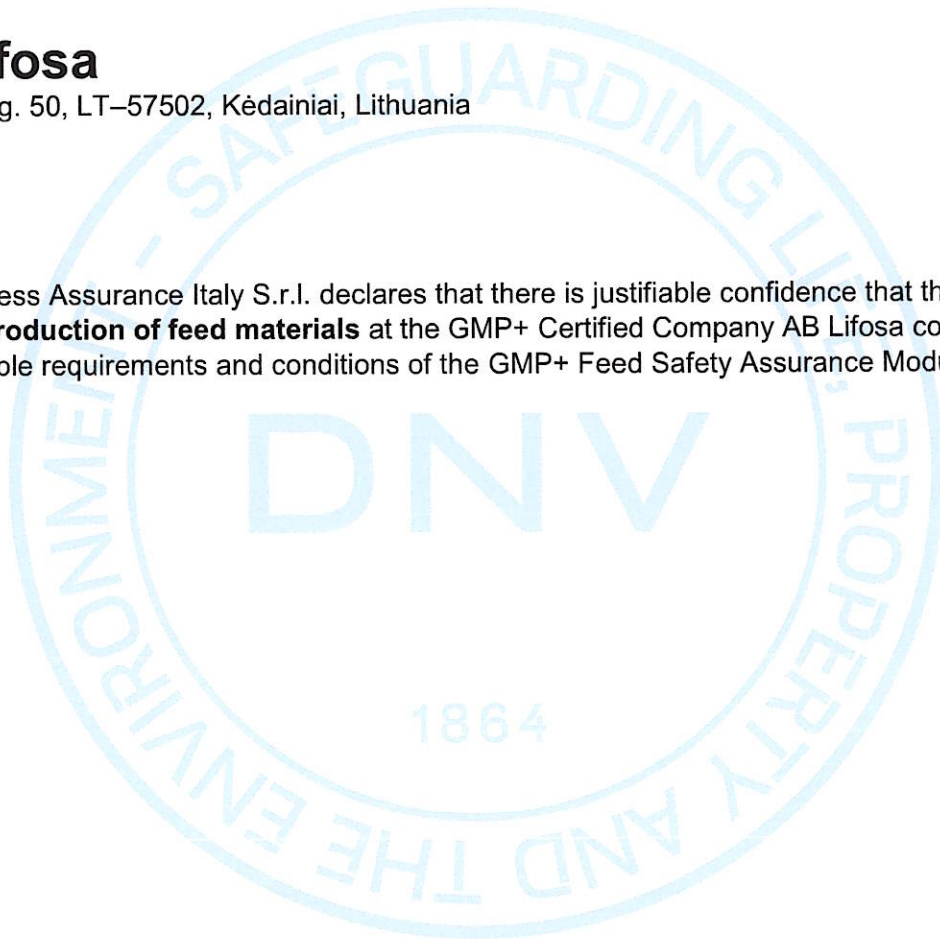 fosa
g. 50, LT–57502, Kėdainiai, Lithuania
ess Assurance Italy S.r.l. declares that there is justifiable confidence that th
roduction of feed materials at the GMP+ Certified Company AB Lifosa co
ble requirements and conditions of the GMP+ Feed Safety Assurance Modu
SAFEGUARDING LIFE, PROPERTY AND THE ENVIRONMENT -
DNV
1864